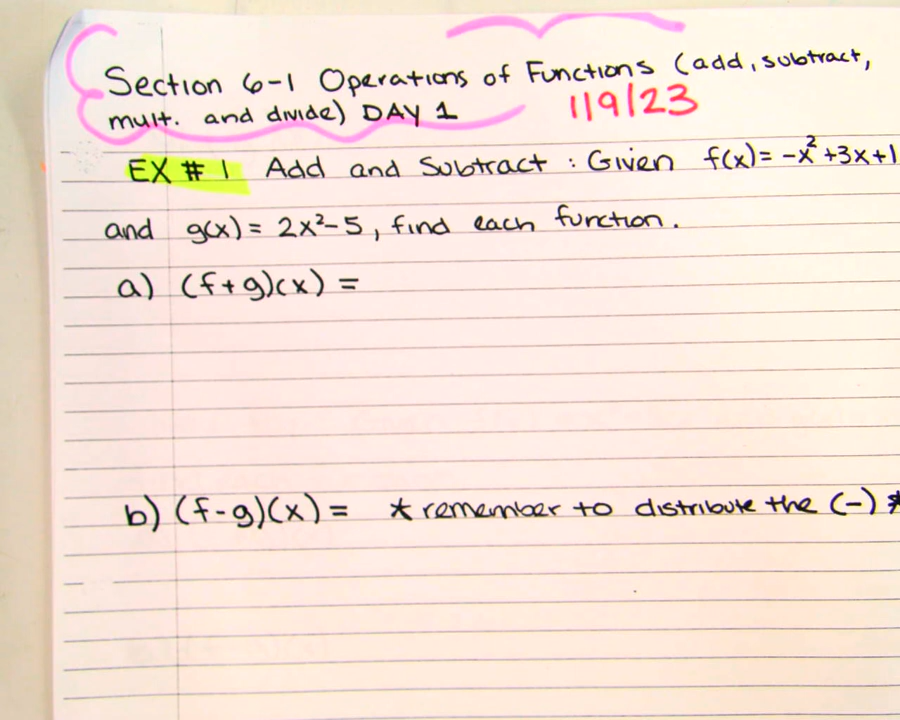 Section 6-1 Operations of Functions (add, subtract,
mult. and divide) DAY 1 1/9/23
EX # 1 Add and Subtract : Given f(x) = -x²+3x+1
and g(x) = 2x²-5, find each function.
a) (f+g)(x) =
b) (f-g)(x) = * remember to distribute the (-) *